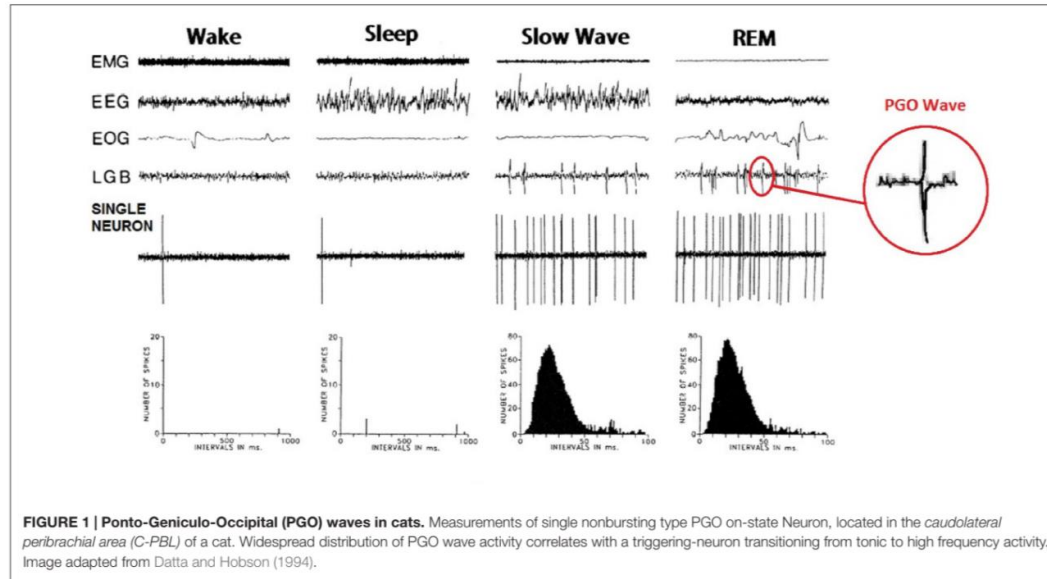 Wake Sleep Slow Wave REM
EMG
EEG
PGO Wave
EOG
LGB
SINGLE
NEURON
20 20 80 80
NUMBER OF SPIKES NUMBER OF SPIKES NUMBER OF SPIKES NUMBER OF SPIKES
60 60
10 10 40 40
20 20
0 0 0 0
0 500 1000 0 500 1000 0 50 100 0 50 100
INTERVALS IN ms. INTERVALS IN ms. INTERVALS IN ms. INTERVALS IN ms.
FIGURE 1 | Ponto-Geniculo-Occipital (PGO) waves in cats. Measurements of single nonbursting type PGO on-state Neuron, located in the caudolateral
peribrachial area (C-PBL) of a cat. Widespread distribution of PGO wave activity correlates with a triggering-neuron transitioning from tonic to high frequency activity.
Image adapted from Datta and Hobson (1994).